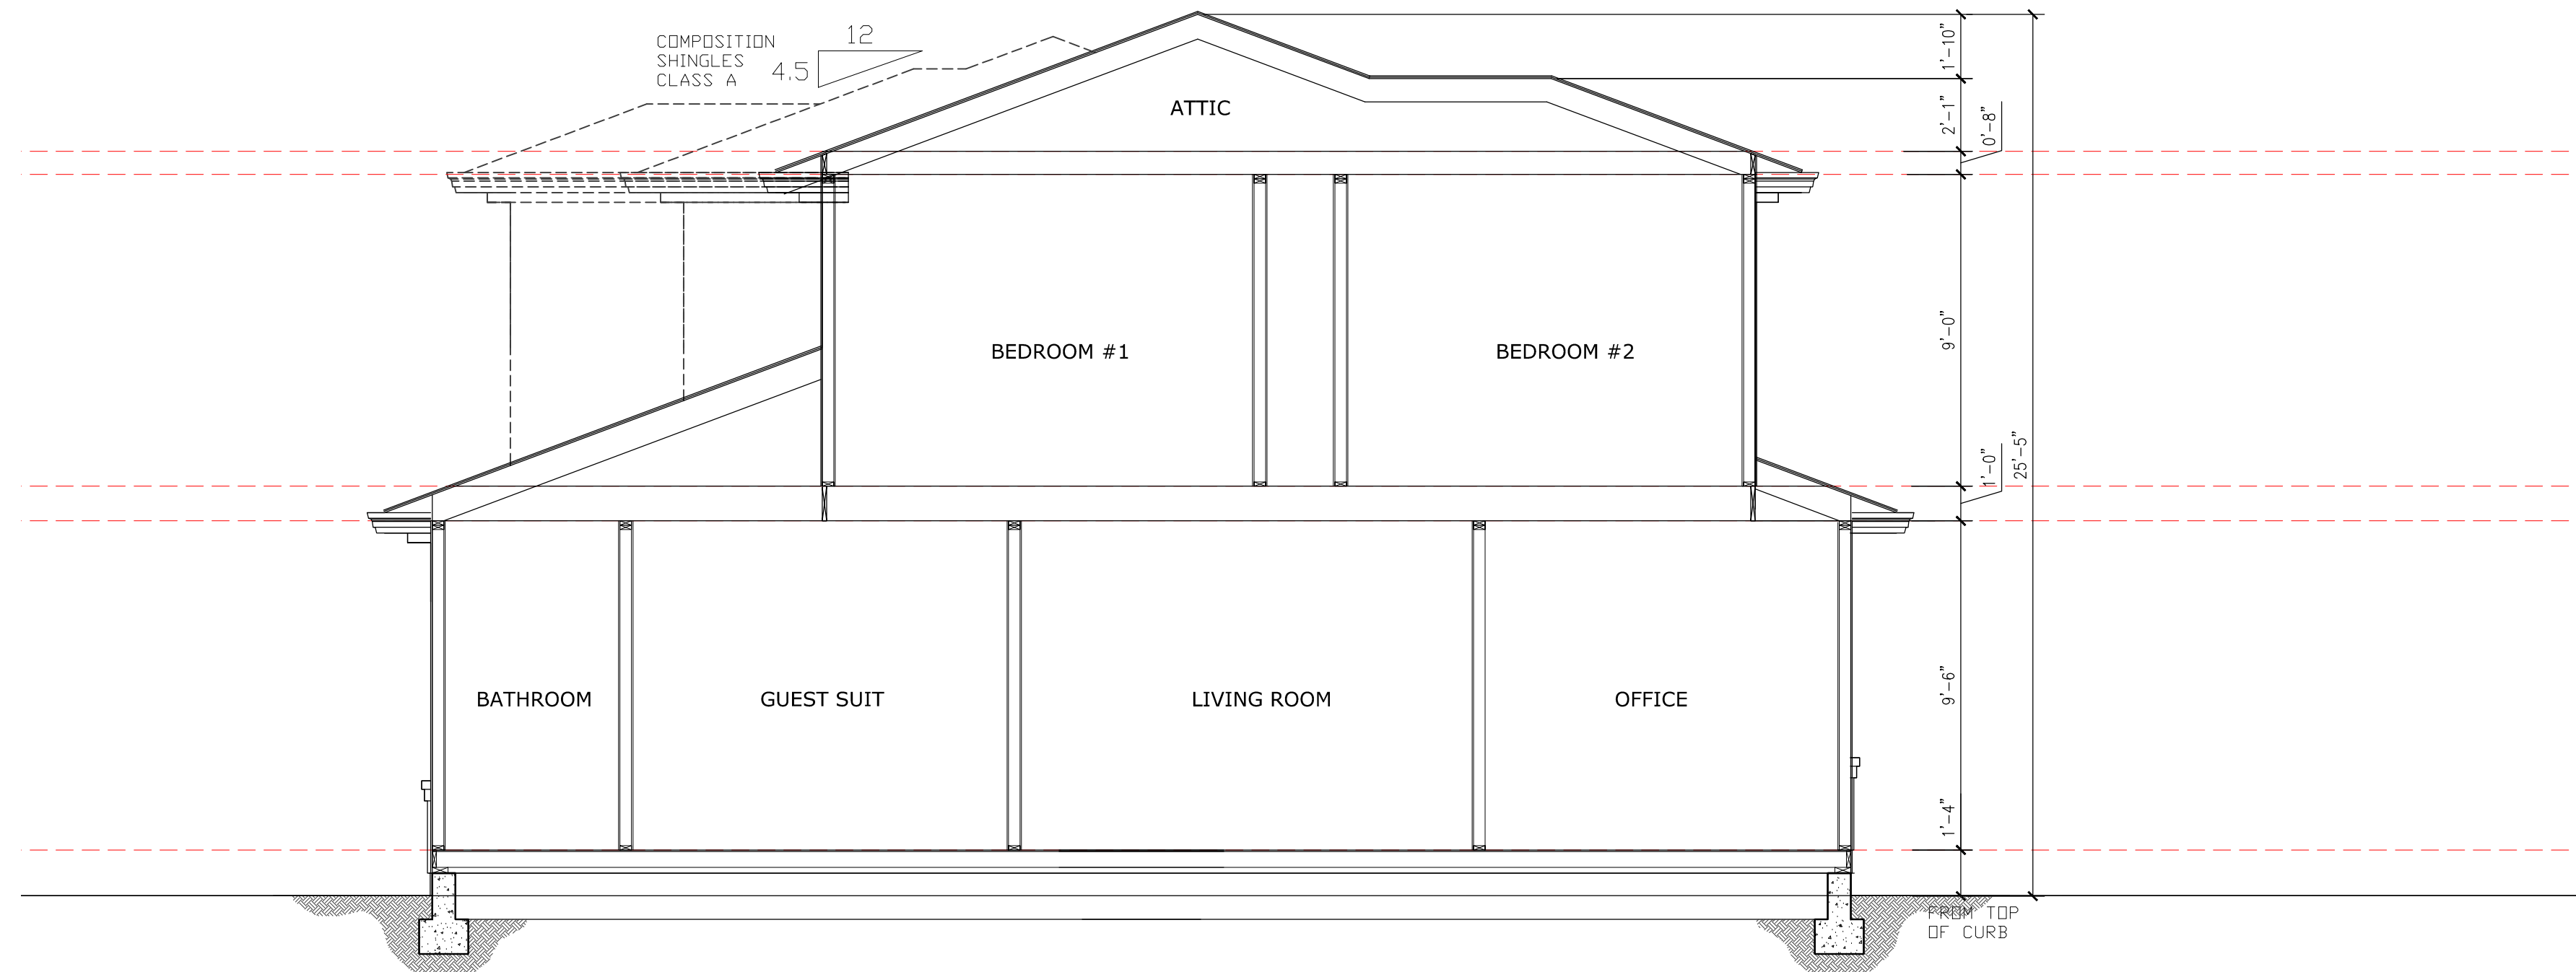 COMPOSITION
SHINGLES
CLASS A
12
4.5
ATTIC
1'-10"
2'-1"
0'-8"
BEDROOM #1
BEDROOM #2
9'-0"
1'-0"
25'-5"
BATHROOM
GUEST SUIT
LIVING ROOM
OFFICE
9'-6"
1'-4"
FROM TOP
OF CURB